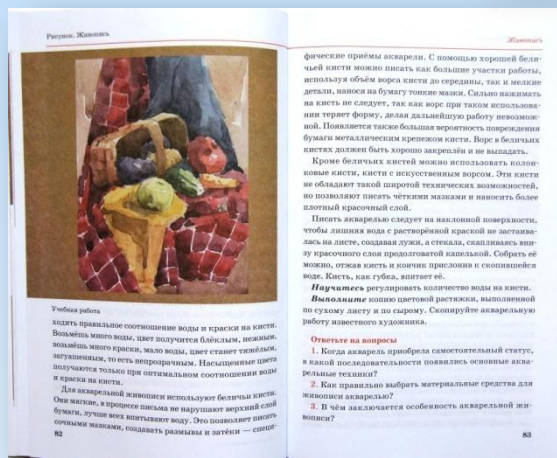 Рисунок. Живопись
Учебная работа
ходить правильное соотношение воды и краски на кисти.
Возьмёшь много воды, цвет получится блёклым, нежным,
возьмёшь много краски, мало воды, цвет станет тяжёлым,
загушенным, то есть непрозрачным. Насыщенные цвета
получаются только при оптимальном соотношении воды
и краски на кисти.
Для акварельной живописи используют беличьи кисти.
Они мягкие, в процессе письма не нарушают верхний слой
бумаги, лучше всех впитывают воду. Это позволяет писать
сочными мазками, создавать размывы и затёки — специ-
82
Живопись
фические приёмы акварели. С помощью хорошей бели-
чьей кисти можно писать как большие участки работы,
используя объём ворса кисти до середины, так и мелкие
детали, нанося на бумагу тонкие мазки. Сильно нажимать
на кисть не следует, так как ворс при таком использова-
нии теряет форму, делая дальнейшую работу невозмож-
ной. Появляется также большая вероятность повреждения
бумаги металлическим крепежом кисти. Ворс в беличьих
кистях должен быть хорошо закреплён и не выпадать.
Кроме беличьих кистей можно использовать колон-
ковые кисти, кисти с искусственным ворсом. Эти кисти
не обладают такой широтой технических возможностей,
но позволяют писать чёткими мазками и наносить более
плотный красочный слой.
Писать акварелью следует на наклонной поверхности,
чтобы лишняя вода с растворённой краской не застаива-
лась на листе, создавая лужи, а стекала, скапливаясь вни-
зу красочного слоя продолговатой капелькой. Собрать её
можно, отжав кисть и кончик прислонив к скопившейся
воде. Кисть, как губка, впитает её.
Научитесь регулировать количество воды на кисти.
Выполните копию цветовой растяжки, выполненной
по сухому листу и по сырому. Скопируйте акварельную
работу известного художника.
Ответьте на вопросы
1. Когда акварель приобрела самостоятельный статус,
в какой последовательности появились основные аква-
рельные техники?
2. Как правильно выбрать материальные средства для
живописи акварелью?
3. В чём заключается особенность акварельной жи-
вописи?
83